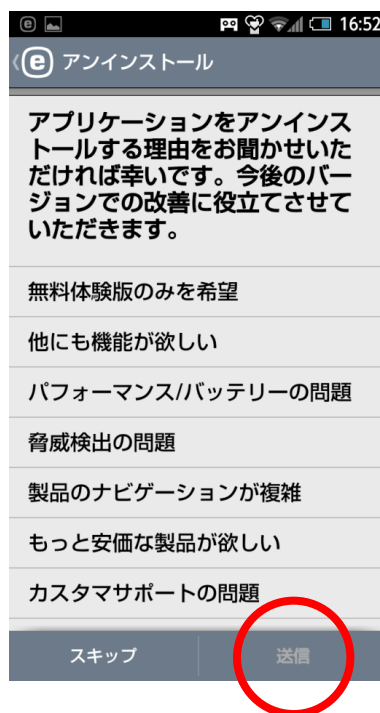 16:52
e アンインストール
アプリケーションをアンインス
トールする理由をお聞かせいた
だければ幸いです。今後のバー
ジョンでの改善に役立てさせて
いただきます。
無料体験版のみを希望
他にも機能が欲しい
パフォーマンス/バッテリーの問題
脅威検出の問題
製品のナビゲーションが複雑
もっと安価な製品が欲しい
カスタマサポートの問題
スキップ 送信